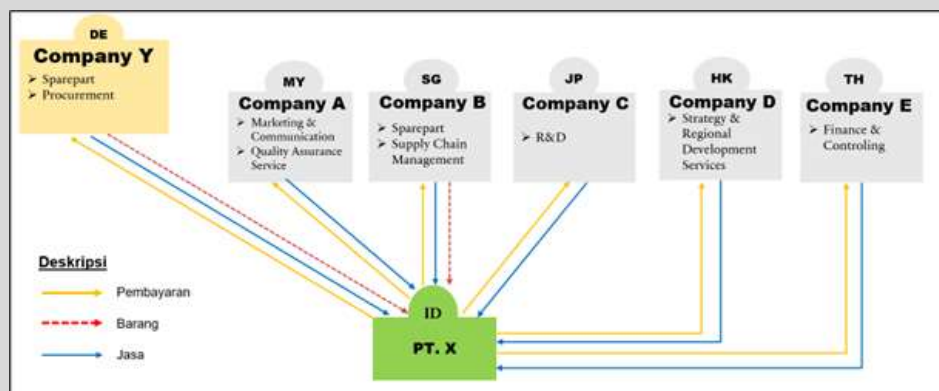 DE
Company Y
➢ Sparepart
➢ Procurement
MY
Company A
➢ Marketing &
Communication
➢ Quality Assurance
Service
SG
Company B
➢ Sparepart
➢ Supply Chain
Management
JP
Company C
➢ R&D
HK
Company D
➢ Strategy &
Regional
Development
Services
TH
Company E
➢ Finance &
Controling
Deskripsi
Pembayaran
Barang
Jasa
ID
PT. X